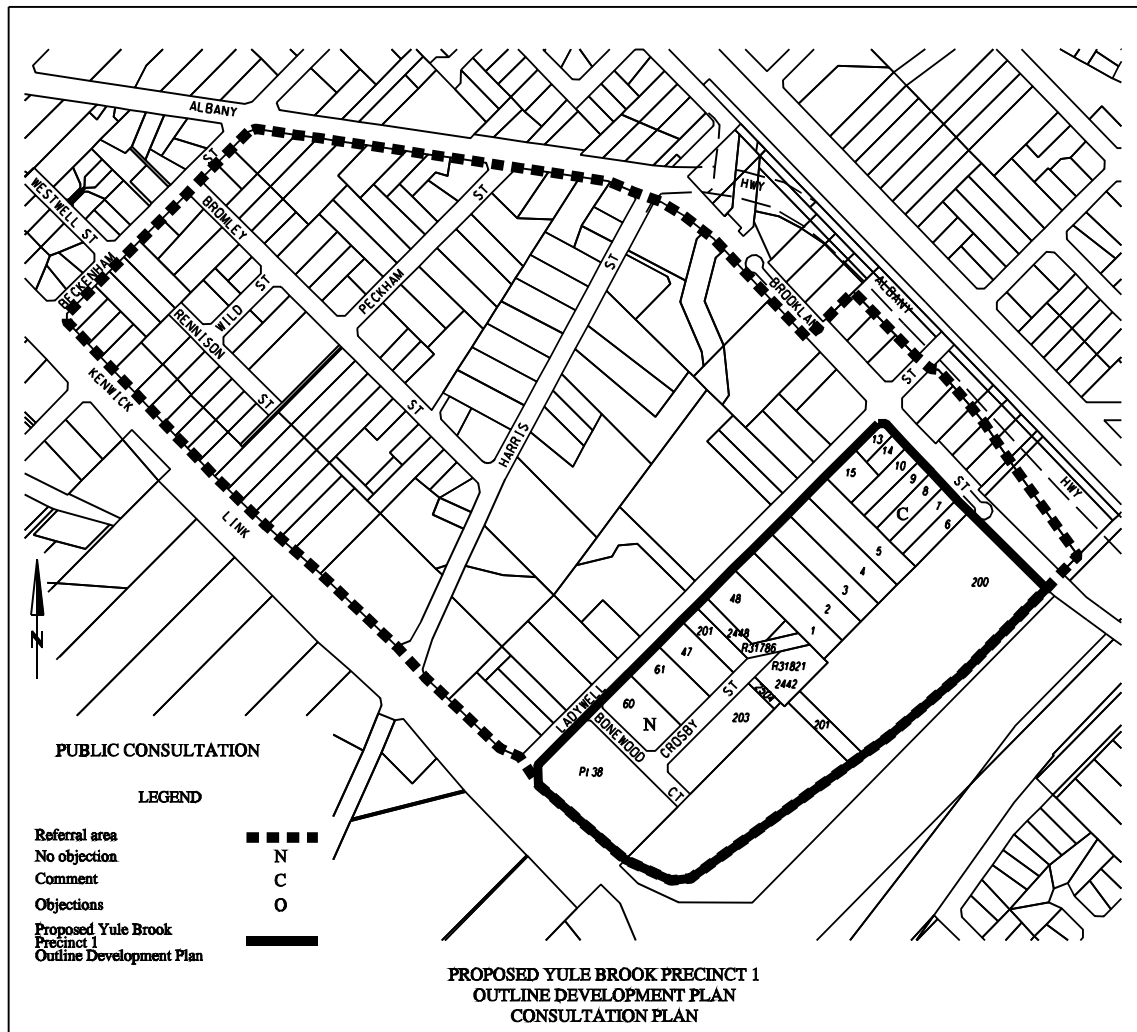 ALBANY
HWY
WESTWELL ST
BECKENHAM ST
BROMLEY ST
PECKHAM ST
WILD ST
RENNISON ST
HARRIS ST
KENWICK LINK
ALBANY HWY
ST
ST
N
LADYWELL
BONEWOOD CT
CROSBY ST
13
14
15
10
9
8
7
6
C
5
4
3
2
1
200
48
201
2448
R31786
47
R31821
2442
61
60
N
203
201
Pt 38
PUBLIC CONSULTATION
LEGEND
Referral area
No objection N
Comment C
Objections O
Proposed Yule Brook
Precinct 1
Outline Development Plan
PROPOSED YULE BROOK PRECINCT 1
OUTLINE DEVELOPMENT PLAN
CONSULTATION PLAN